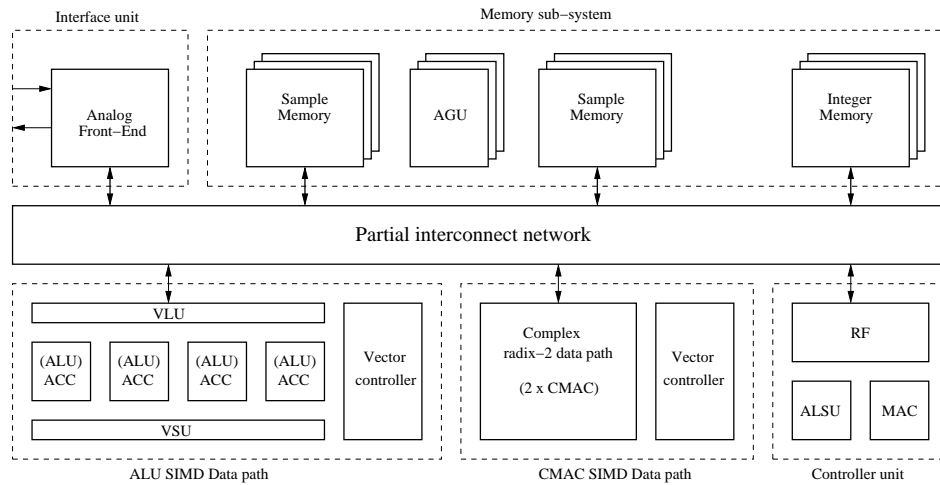 Interface unit
Memory sub−system
Analog
Front−End
Sample
Memory
AGU
Sample
Memory
Integer
Memory
Partial interconnect network
VLU
(ALU)
ACC
(ALU)
ACC
(ALU)
ACC
(ALU)
ACC
VSU
Vector
controller
Complex
radix−2 data path
(2 x CMAC)
Vector
controller
RF
ALSU
MAC
ALU SIMD Data path
CMAC SIMD Data path
Controller unit